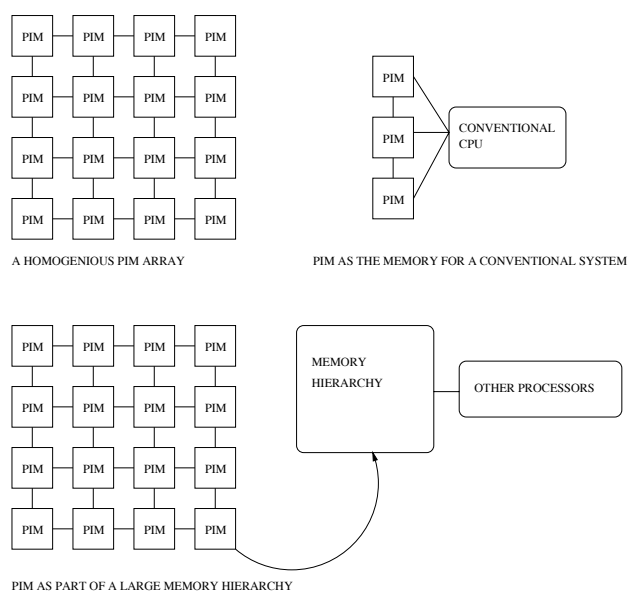 PIM PIM PIM PIM
PIM PIM PIM PIM
PIM PIM PIM PIM
PIM PIM PIM PIM
A HOMOGENIOUS PIM ARRAY
PIM
PIM
PIM
CONVENTIONAL
CPU
PIM AS THE MEMORY FOR A CONVENTIONAL SYSTEM
PIM PIM PIM PIM
PIM PIM PIM PIM
PIM PIM PIM PIM
PIM PIM PIM PIM
MEMORY
HIERARCHY
OTHER PROCESSORS
PIM AS PART OF A LARGE MEMORY HIERARCHY